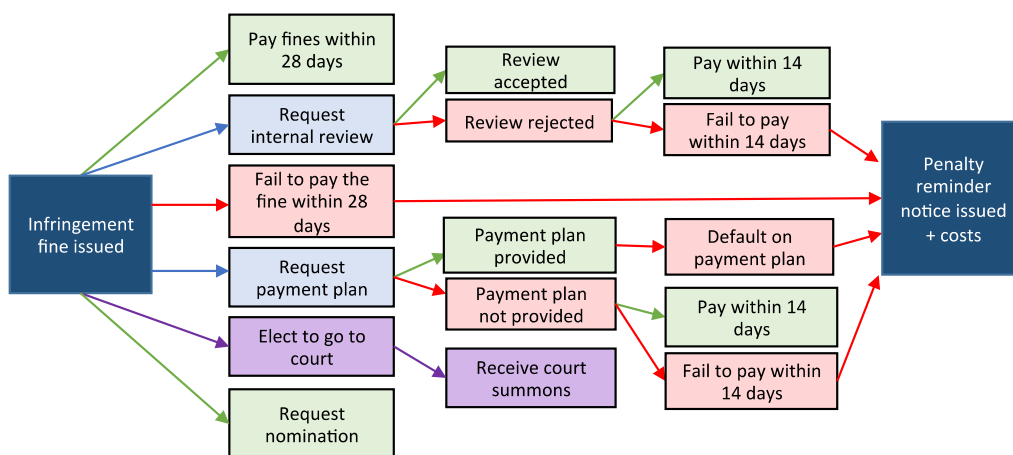 Infringement
fine issued
Pay fines within
28 days
Request
internal review
Fail to pay the
fine within 28
days
Request
payment plan
Elect to go to
court
Request
nomination
Review
accepted
Review rejected
Payment plan
provided
Payment plan
not provided
Receive court
summons
Pay within 14
days
Fail to pay
within 14 days
Default on
payment plan
Pay within 14
days
Fail to pay within
14 days
Penalty
reminder
notice issued
+ costs